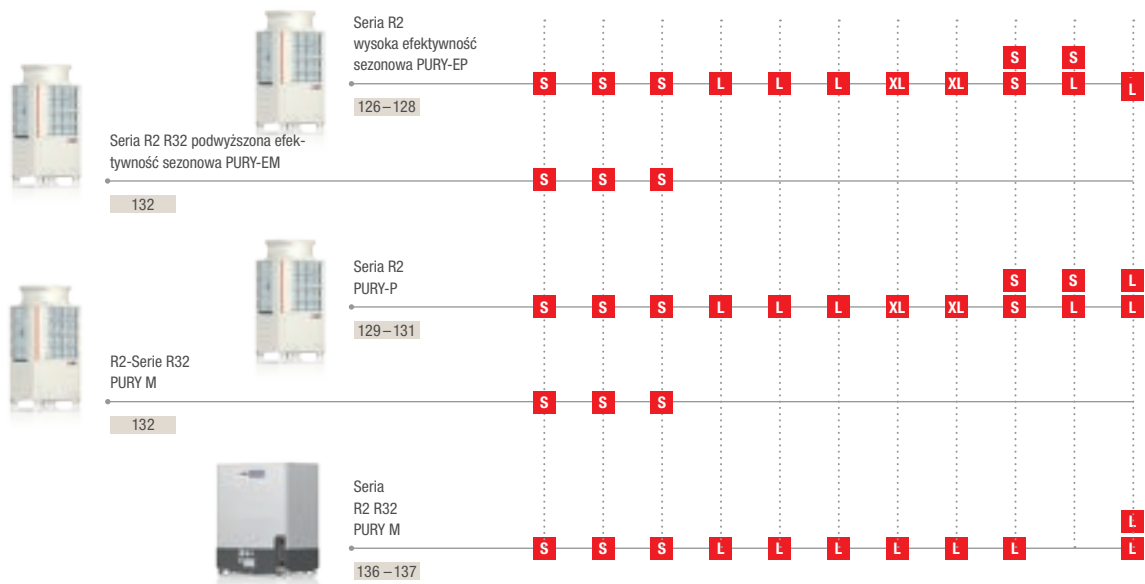 Seria R2
wysoka efektywność
sezonowa PURY-EP
S S
S S S L L L XL XL S L L
126–128
Seria R2 R32 podwyższona efek-
tywność sezonowa PURY-EM
S S S
132
Seria R2
PURY-P
S S L
S S S L L L XL XL S L L
129–131
R2-Serie R32
PURY M
S S S
132
Seria
R2 R32
PURY M
L
S S S L L L L L L L
136–137